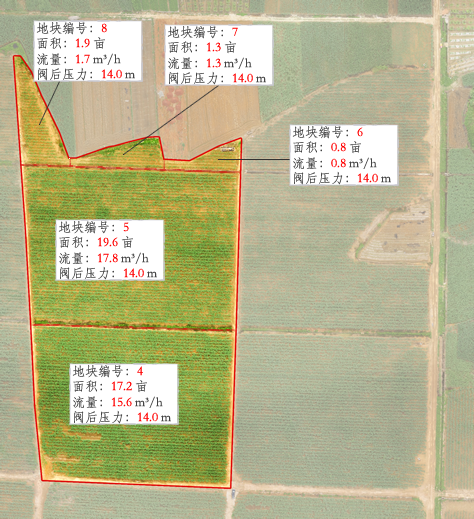 地块编号：8
面积：1.9 亩
流量：1.7 m³/h
阀后压力：14.0 m
地块编号：7
面积：1.3 亩
流量：1.3 m³/h
阀后压力：14.0 m
地块编号：6
面积：0.8 亩
流量：0.8 m³/h
阀后压力：14.0 m
地块编号：5
面积：19.6 亩
流量：17.8 m³/h
阀后压力：14.0 m
地块编号：4
面积：17.2 亩
流量：15.6 m³/h
阀后压力：14.0 m